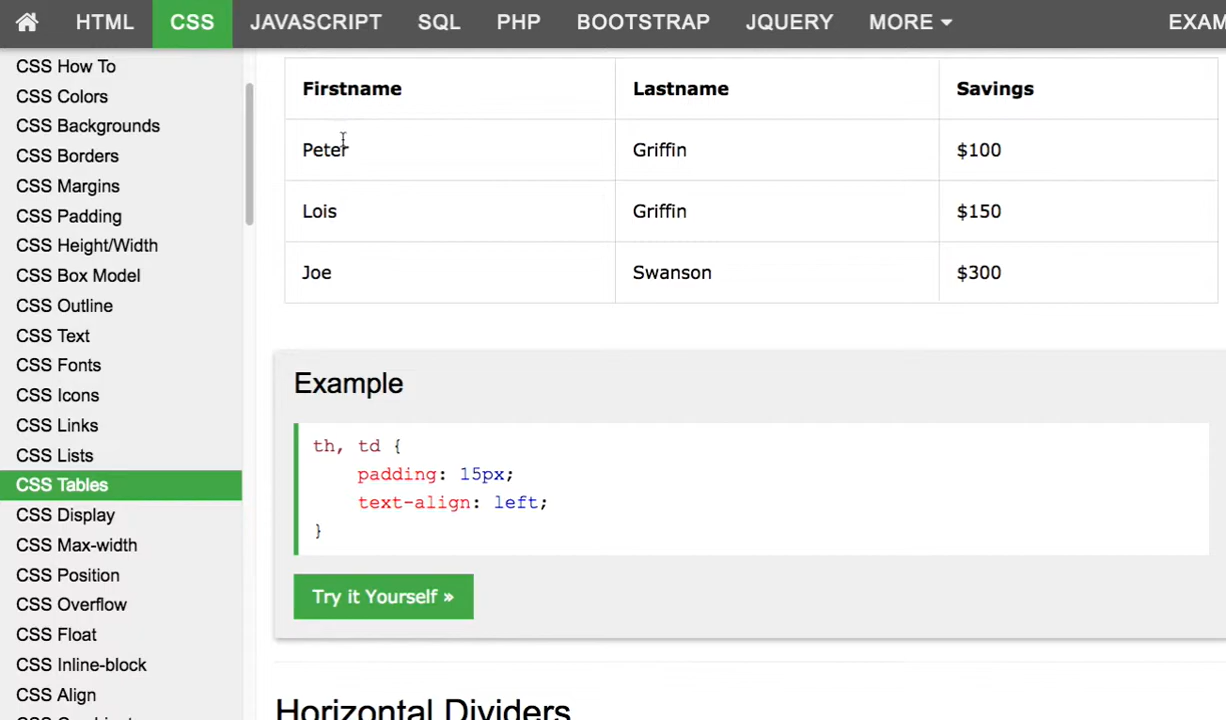 HTML CSS JAVASCRIPT SQL PHP BOOTSTRAP JQUERY MORE EXAM
CSS How To
CSS Colors
CSS Backgrounds
CSS Borders
CSS Margins
CSS Padding
CSS Height/Width
CSS Box Model
CSS Outline
CSS Text
CSS Fonts
CSS Icons
CSS Links
CSS Lists
CSS Tables
CSS Display
CSS Max-width
CSS Position
CSS Overflow
CSS Float
CSS Inline-block
CSS Align
Firstname Lastname Savings
Peter Griffin $100
Lois Griffin $150
Joe Swanson $300
Example
th, td {
    padding: 15px;
    text-align: left;
}
Try it Yourself »
Horizontal Dividers